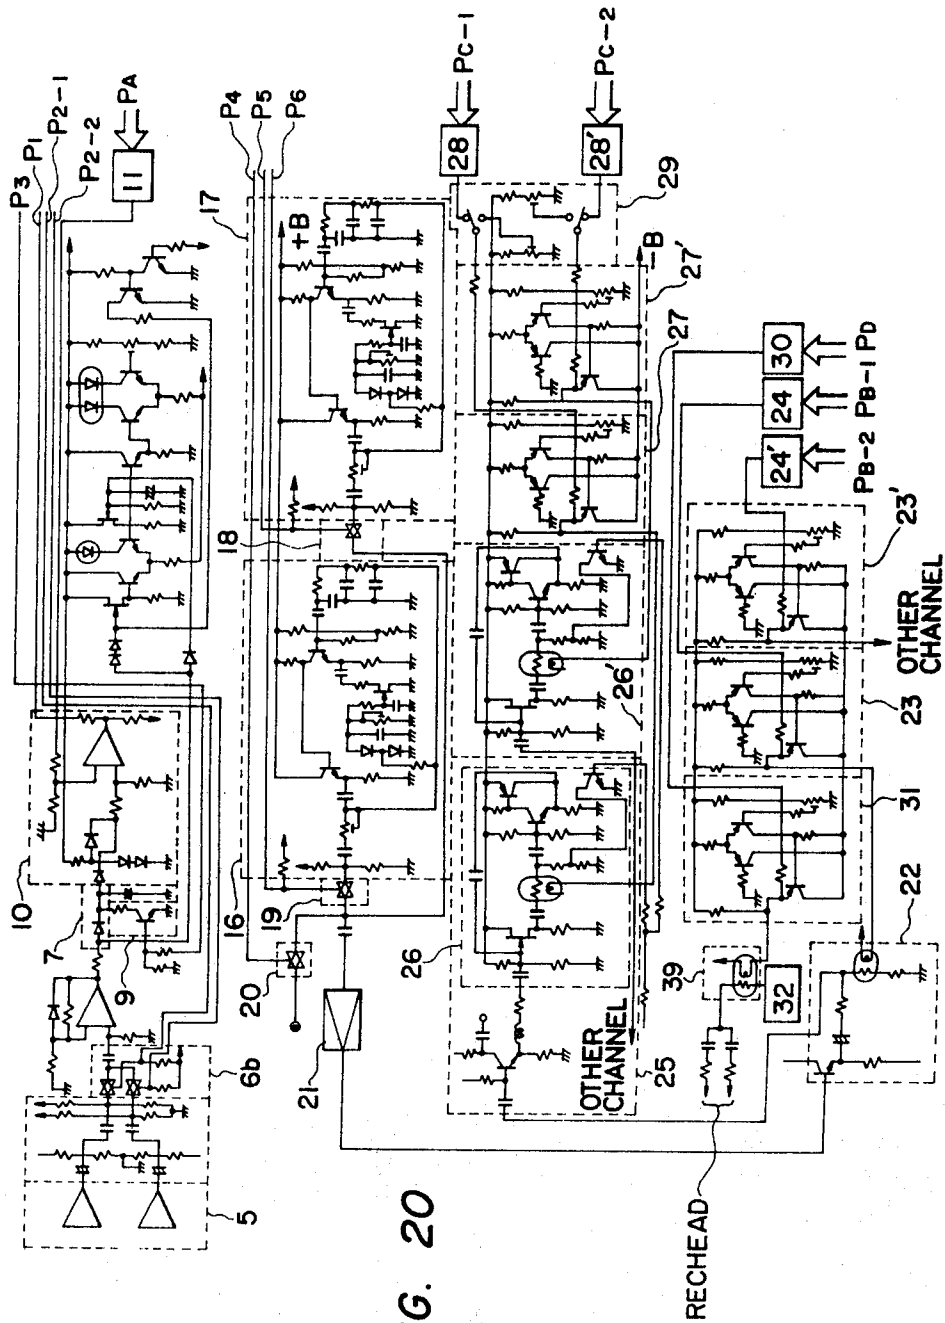 P3
P1
P2-1
P2-2
PA
11
10
7
9
6b
5
P4
P5
P6
17
+B
18
16
19
20
21
PC-1
PC-2
28
28'
29
-B
27'
27
26'
26
OTHER CHANNEL
25
30
24
24'
PD
PB-1
PB-2
23'
OTHER CHANNEL
23
31
22
39
32
RECHEAD
G. 20